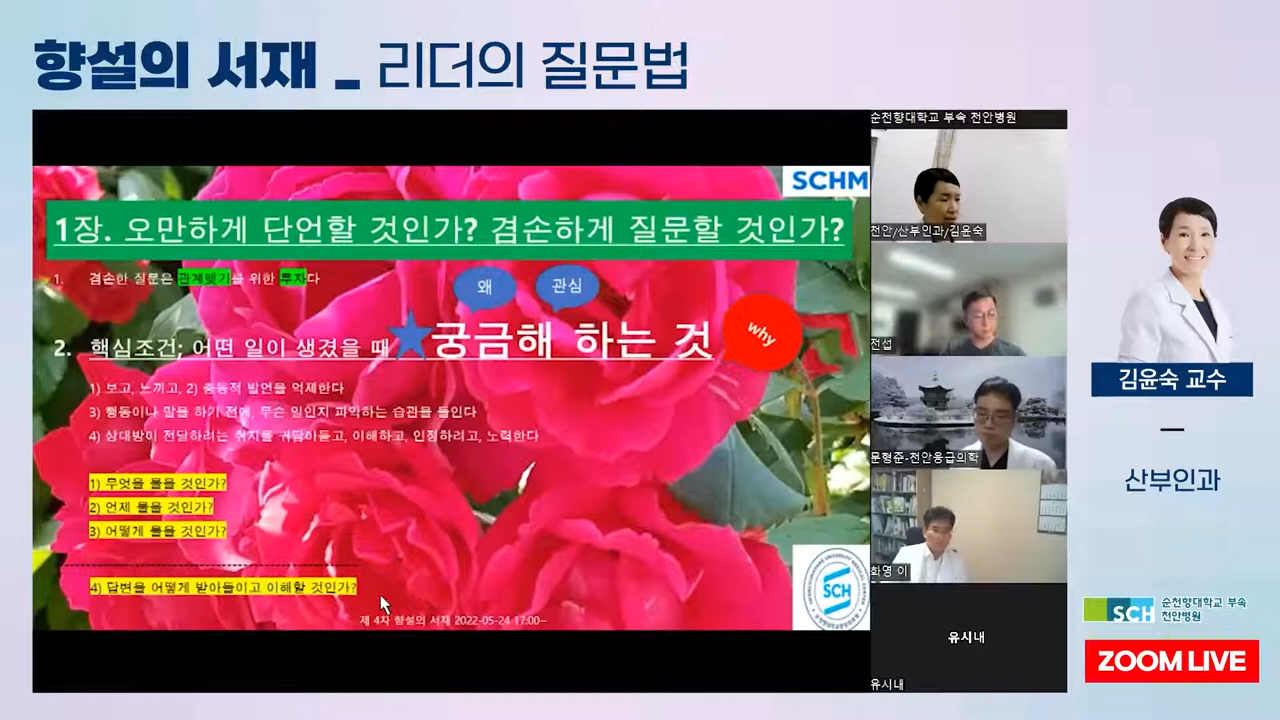 향설의 서재 _ 리더의 질문법
순천향대학교 부속 천안병원
SCHM
1장. 오만하게 단언할 것인가? 겸손하게 질문할 것인가?
1. 겸손한 질문은 관계맺기를 위한 투자다
왜
관심
2. 핵심조건; 어떤 일이 생겼을 때 궁금해 하는 것
why
1) 보고, 느끼고, 2) 충동적 발언을 억제한다
3) 행동이나 말을 하기 전에, 무슨 일인지 파악하는 습관을 들인다
4) 상대방이 전달하려는 취지를 귀담아듣고, 이해하고, 인정하려고, 노력한다
1) 무엇을 물을 것인가?
2) 언제 물을 것인가?
3) 어떻게 물을 것인가?
4) 답변을 어떻게 받아들이고 이해할 것인가?
제 4차 향설의 서재 2022-05-24 17:00~
SCH
천안/산부인과/김윤숙
전섭
문형준-천안응급의학
화영 이
유시내
유시내
김윤숙 교수
산부인과
SCH 순천향대학교 부속
천안병원
ZOOM LIVE